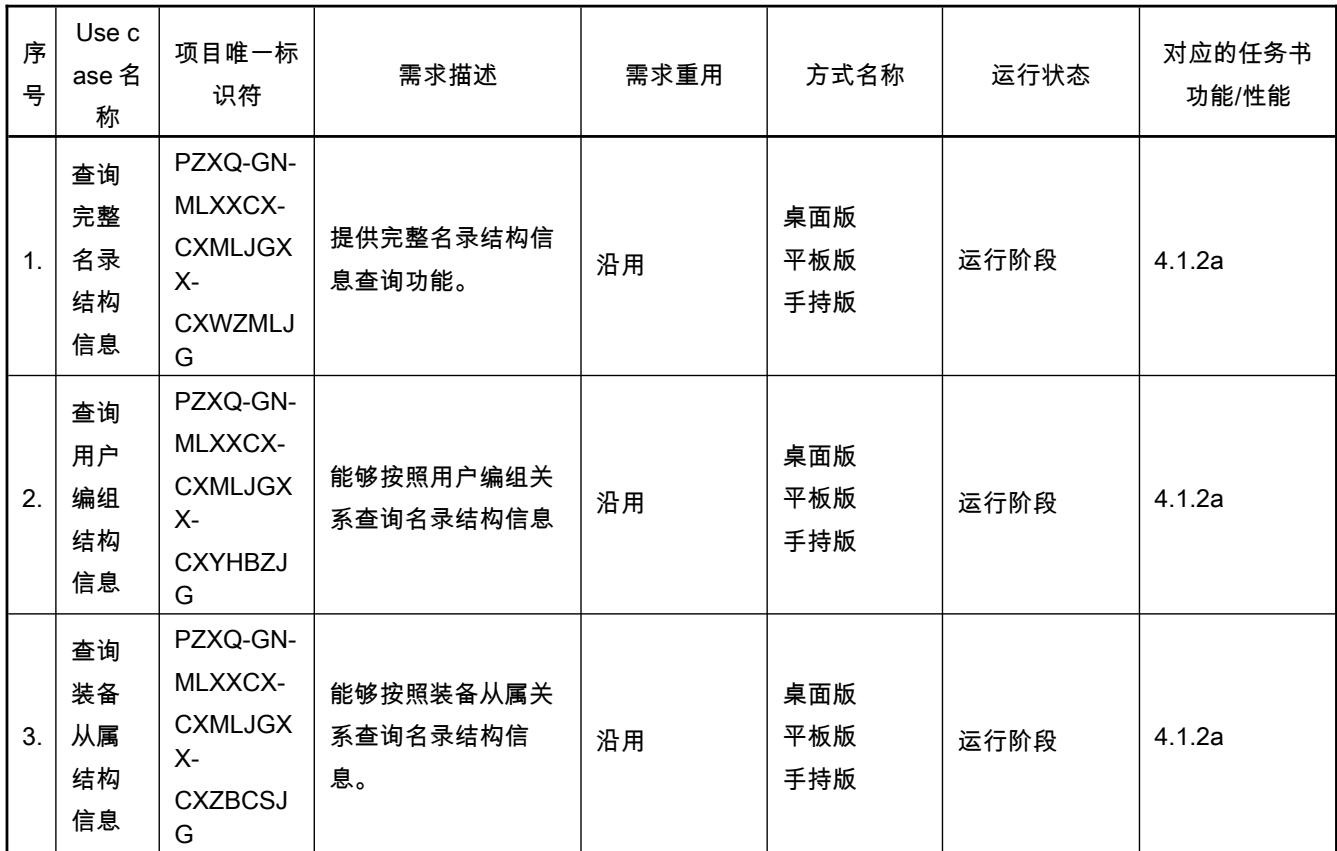 序号
Use case 名称
项目唯一标识符
需求描述
需求重用
方式名称
运行状态
对应的任务书功能/性能
1.
查询
完整
名录
结构
信息
PZXQ-GN-
MLXXCX-
CXMLJGX
X-
CXWZMLJ
G
提供完整名录结构信
息查询功能。
沿用
桌面版
平板版
手持版
运行阶段
4.1.2a
2.
查询
用户
编组
结构
信息
PZXQ-GN-
MLXXCX-
CXMLJGX
X-
CXYHBZJ
G
能够按照用户编组关
系查询名录结构信息
沿用
桌面版
平板版
手持版
运行阶段
4.1.2a
3.
查询
装备
从属
结构
信息
PZXQ-GN-
MLXXCX-
CXMLJGX
X-
CXZBCSJ
G
能够按照装备从属关
系查询名录结构信
息。
沿用
桌面版
平板版
手持版
运行阶段
4.1.2a